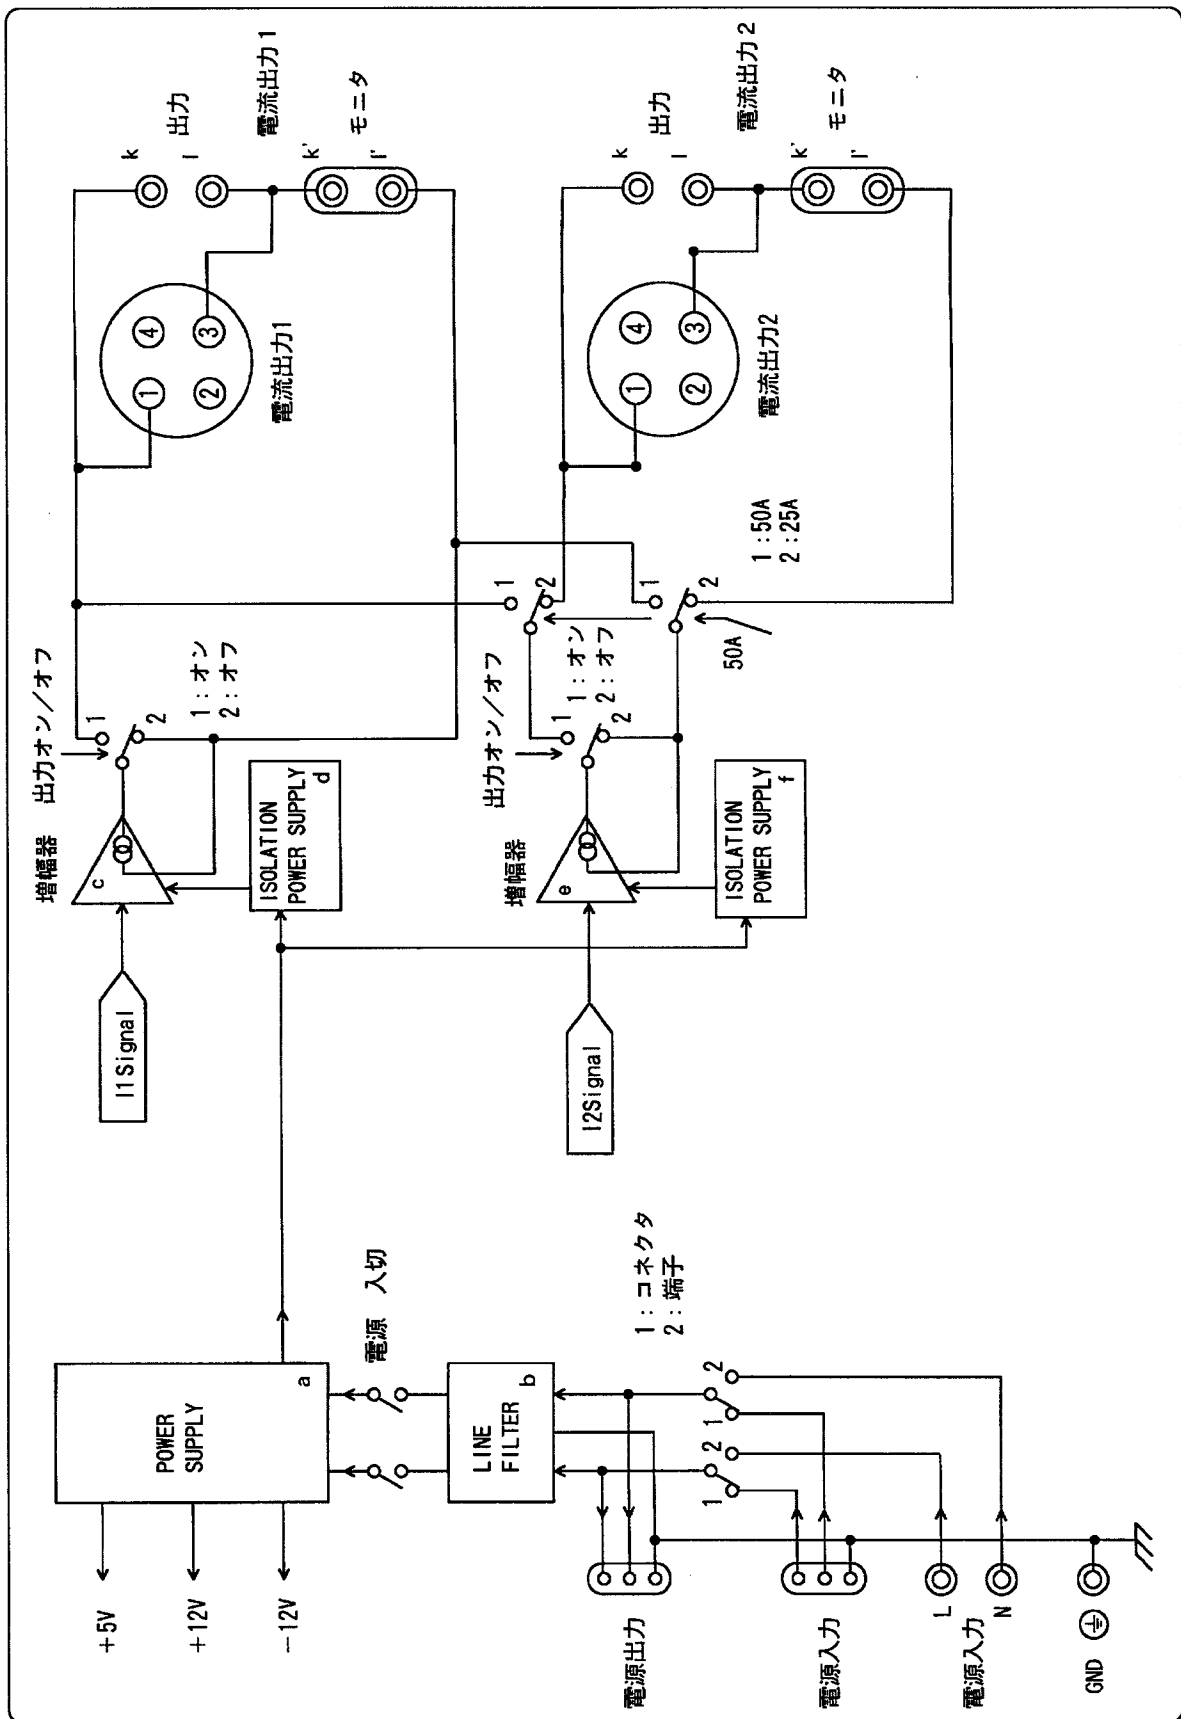 +5V
+12V
-12V
POWER
SUPPLY
a
電源 入切
LINE
FILTER
b
電源出力
1
2
1
2
1:コネクタ
2:端子
電源入力
L
N
電源入力
GND
I1Signal
増幅器
c
出力オン/オフ
1
2
1:オン
2:オフ
ISOLATION
POWER SUPPLY
d
I2Signal
増幅器
e
出力オン/オフ
1
2
1:オン
2:オフ
ISOLATION
POWER SUPPLY
f
1
2
1
2
50A
1:50A
2:25A
1
4
2
3
電流出力1
k
l
出力
電流出力1
k'
l'
モニタ
1
4
2
3
電流出力2
k
l
出力
電流出力2
k'
l'
モニタ